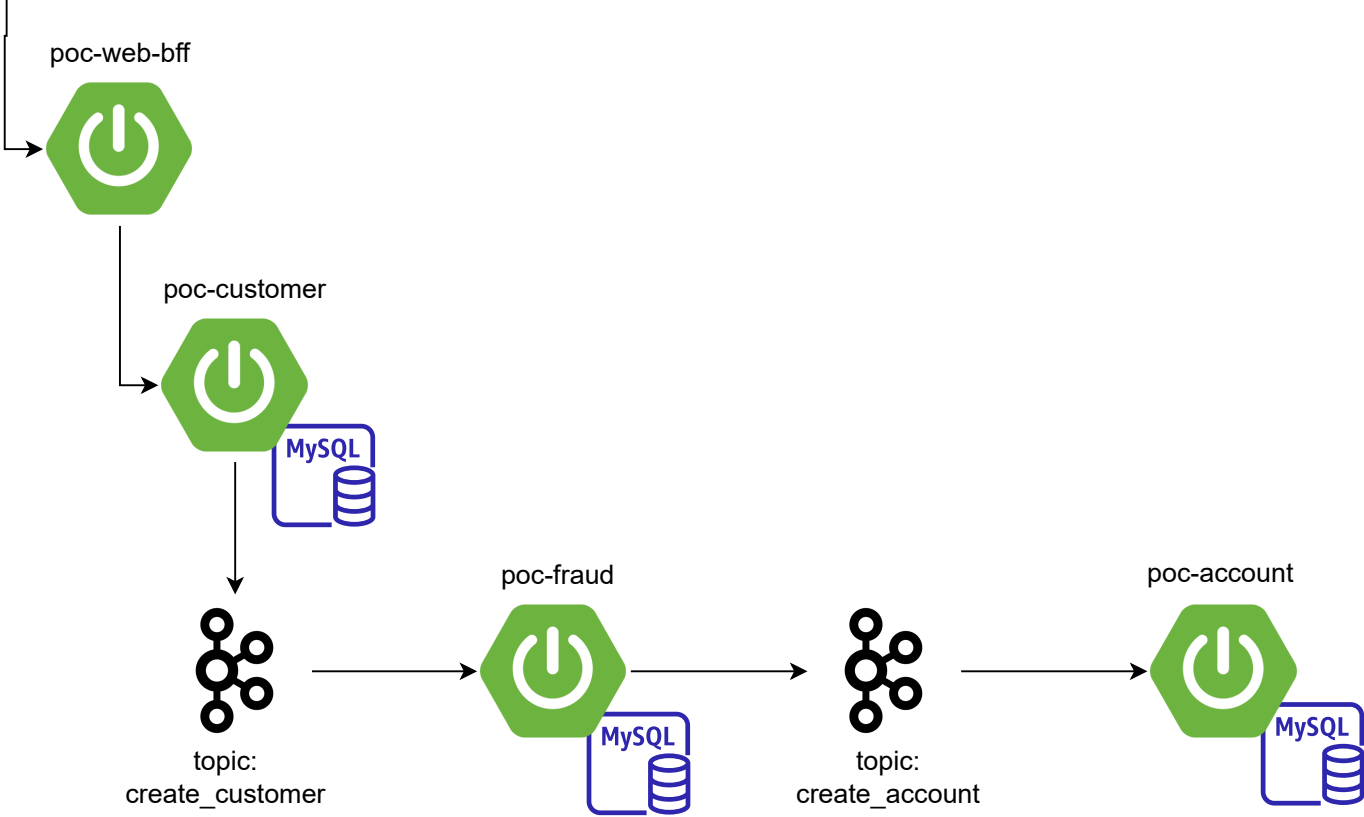 poc-web-bff
poc-customer
MySQL
poc-fraud
poc-account
MySQL
MySQL
topic:
create_customer
topic:
create_account